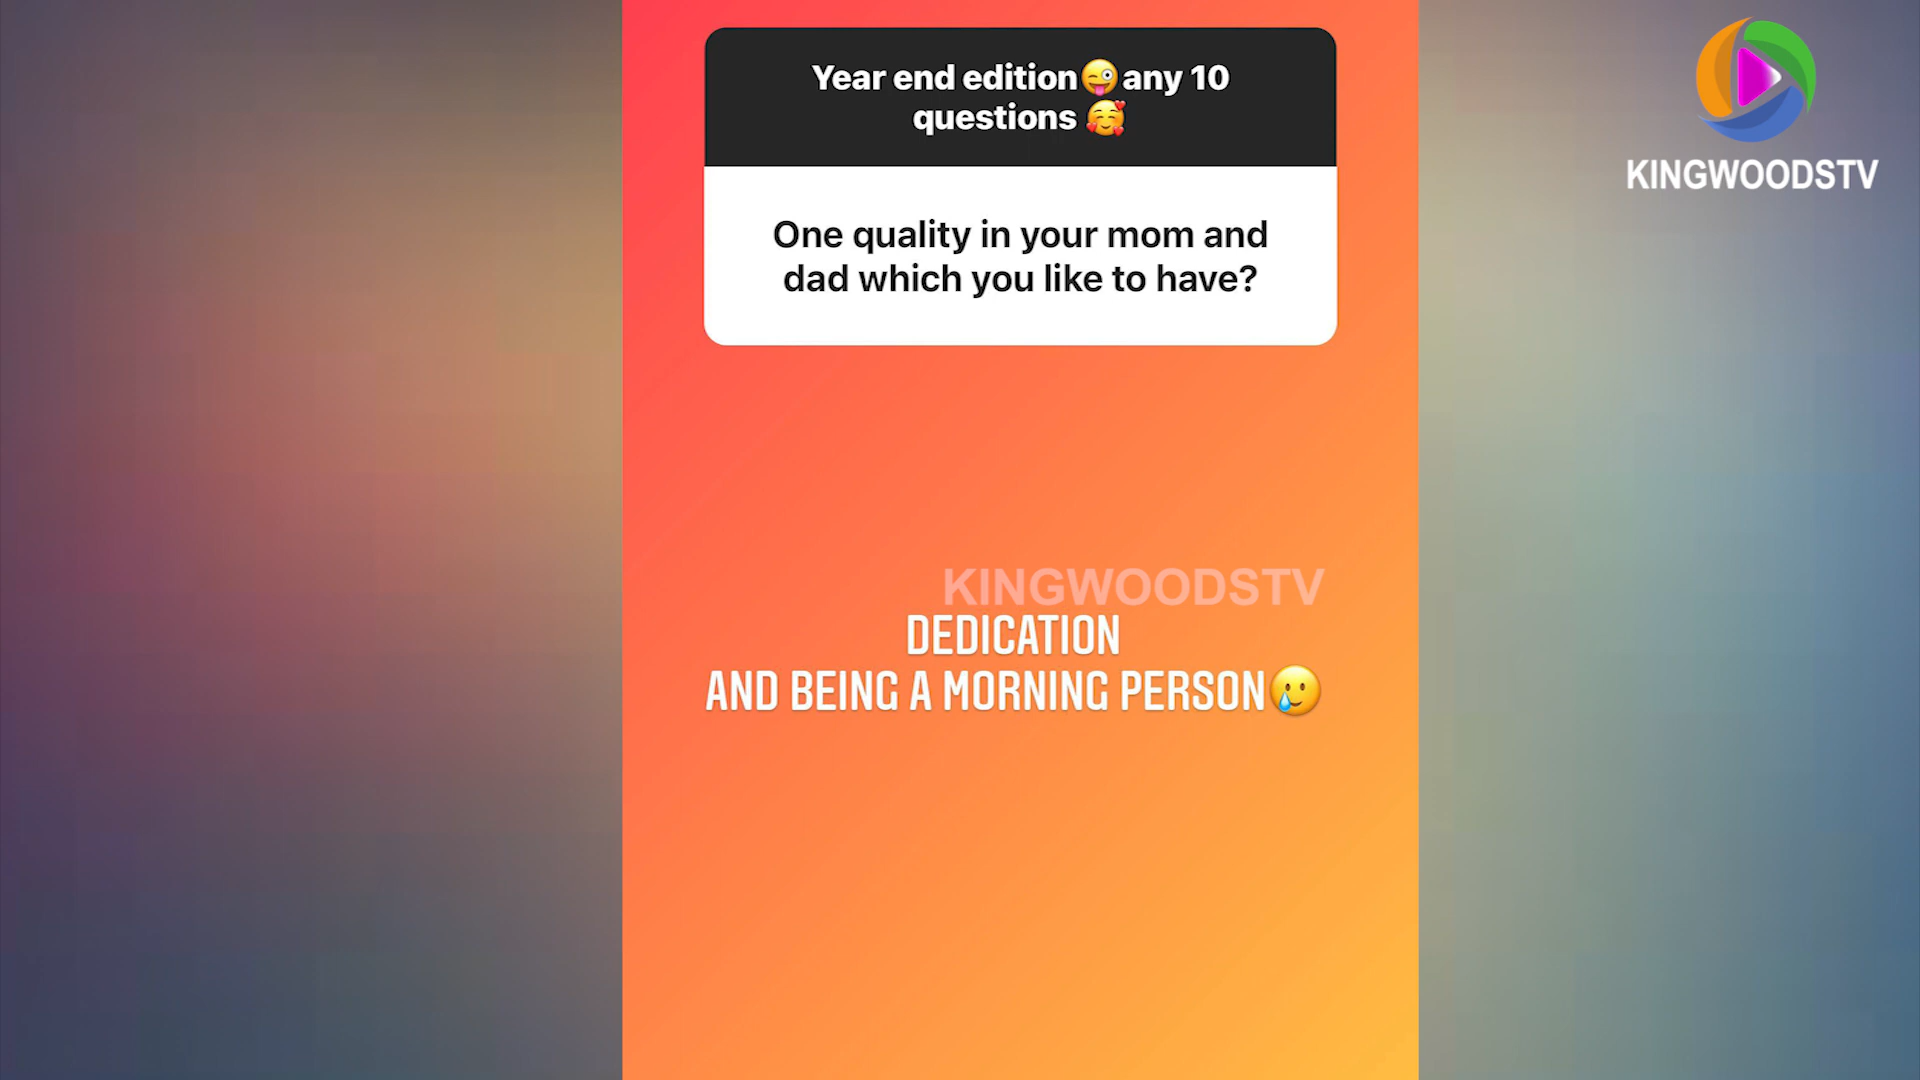 Year end edition😜any 10
questions 🥰
KINGWOODSTV
One quality in your mom and
dad which you like to have?
KINGWOODSTV
DEDICATION
AND BEING A MORNING PERSON🥲